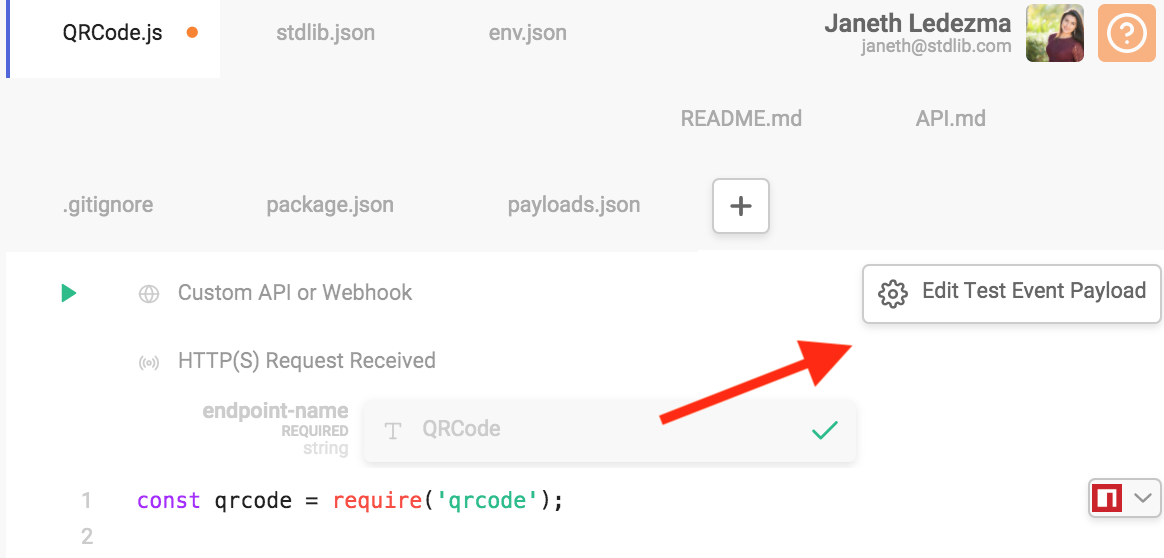 QRCode.js
stdlib.json
env.json
Janeth Ledezma
janeth@stdlib.com
?
README.md
API.md
.gitignore
package.json
payloads.json
+
Custom API or Webhook
Edit Test Event Payload
HTTP(S) Request Received
endpoint-name
REQUIRED
string
T QRCode
1 const qrcode = require('qrcode');
n
2